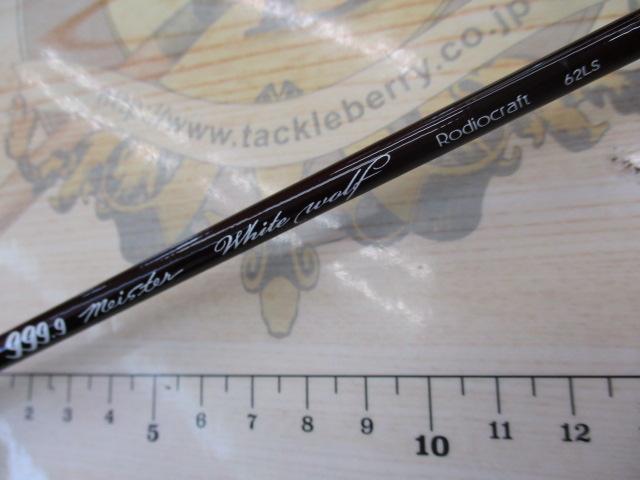 http://www.tackleberry.co.jp
999.9 Meister White wolf Rodiocraft 62LS
2 3 4 5 6 7 8 9 10 11 12